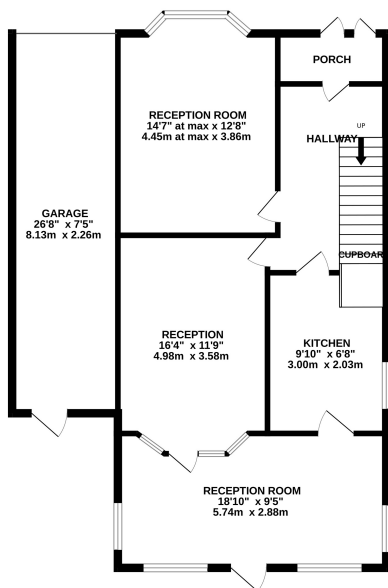 PORCH
RECEPTION ROOM
14'7" at max x 12'8"
4.45m at max x 3.86m
UP
HALLWAY
GARAGE
26'8" x 7'5"
8.13m x 2.26m
CUPBOARD
RECEPTION
16'4" x 11'9"
4.98m x 3.58m
KITCHEN
9'10" x 6'8"
3.00m x 2.03m
RECEPTION ROOM
18'10" x 9'5"
5.74m x 2.88m